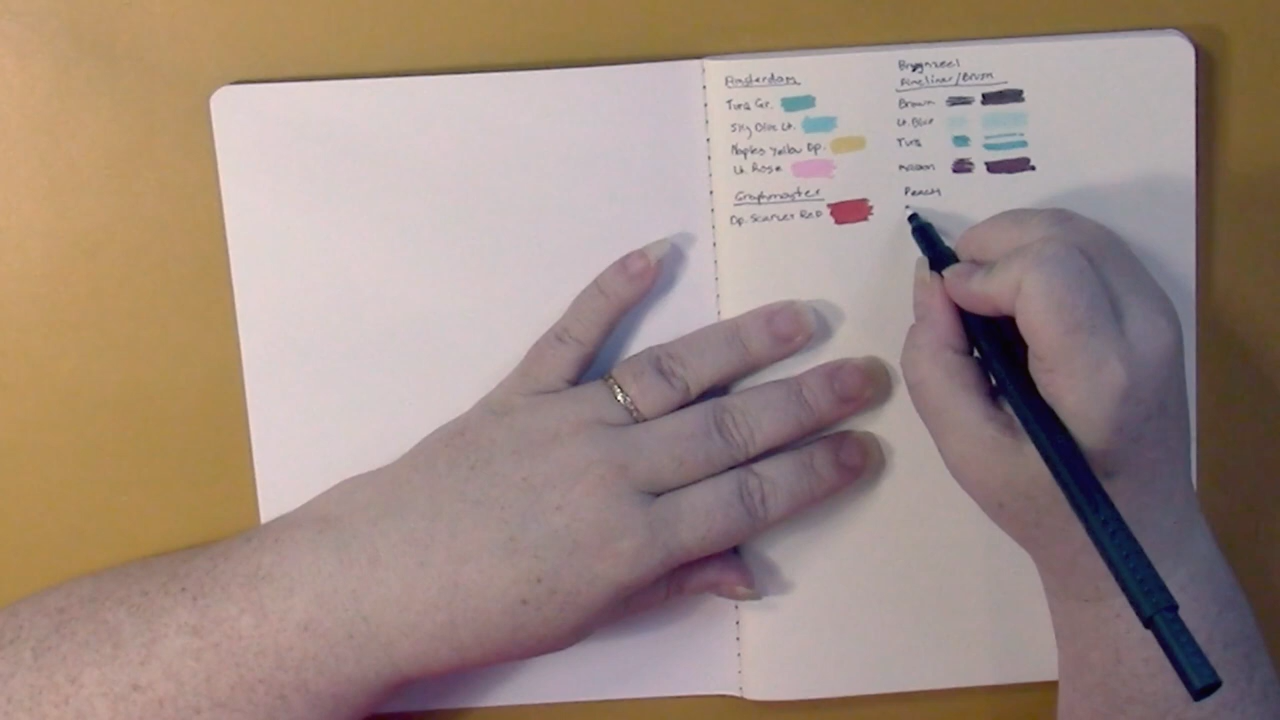 Amsterdam
Turq Gr.
Sky Blue Lt.
Naples Yellow Dp.
Lt. Rose
Graphmaster
Dp. Scarlet Red
Bruynzeel
Fineliner/Brush
Brown
Lt. Blue
Turq
Peach